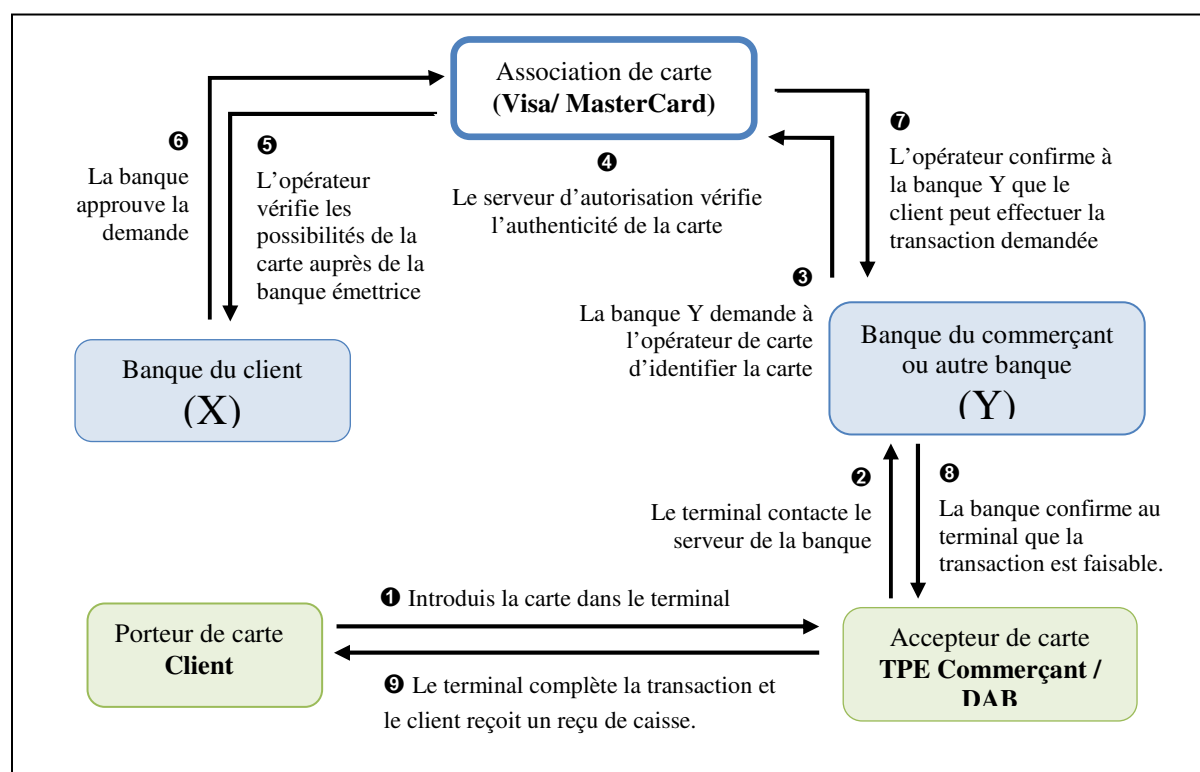 Association de carte
(Visa/ MasterCard)
❻
La banque
approuve la
demande
❺
L’opérateur
vérifie les
possibilités de la
carte auprès de la
banque émettrice
❹
Le serveur d’autorisation vérifie
l’authenticité de la carte
❼
L’opérateur confirme à
la banque Y que le
client peut effectuer la
transaction demandée
❸
La banque Y demande à
l’opérateur de carte
d’identifier la carte
Banque du client
(X)
Banque du commerçant
ou autre banque
(Y)
❷
Le terminal contacte le
serveur de la banque
❽
La banque confirme au
terminal que la
transaction est faisable.
❶ Introduis la carte dans le terminal
Porteur de carte
Client
Accepteur de carte
TPE Commerçant /
DAB
❾ Le terminal complète la transaction et
le client reçoit un reçu de caisse.